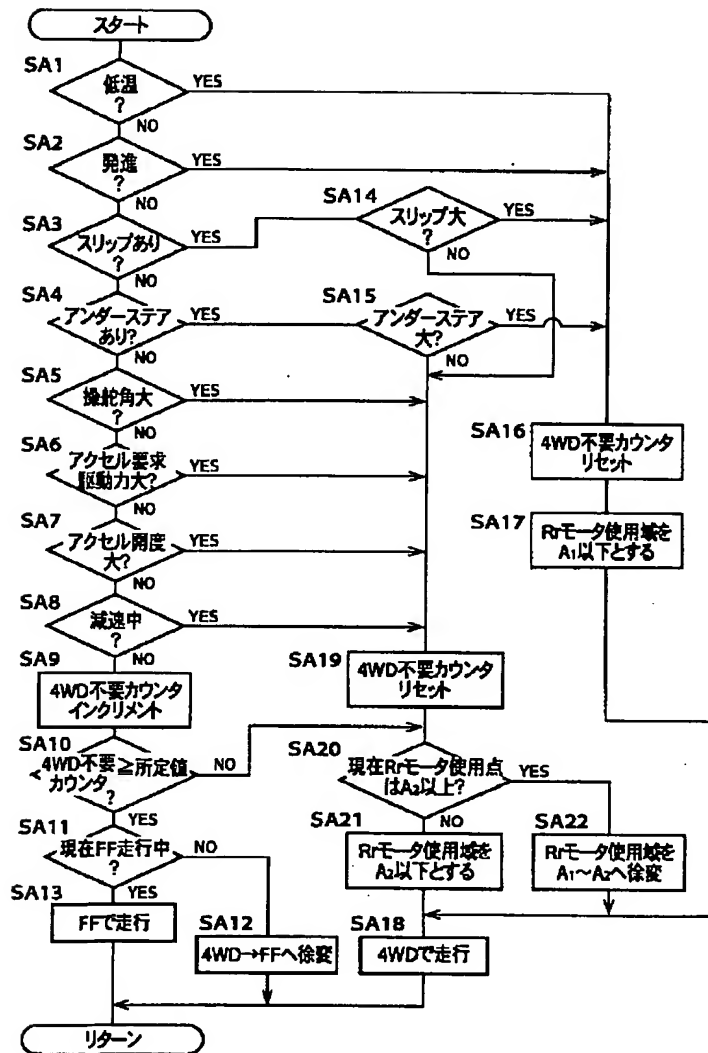 スタート
SA1
低温
?
YES
NO
SA2
発進
?
YES
NO
SA3
スリップあり
?
YES
NO
SA14
スリップ大
?
YES
NO
SA4
アンダーステア
あり?
YES
NO
SA15
アンダーステア
大?
YES
NO
SA5
操舵角大
?
YES
NO
SA6
アクセル要求
駆動力大?
YES
NO
SA7
アクセル開度
大?
YES
NO
SA8
減速中
?
YES
NO
SA16
4WD不要カウンタ
リセット
SA17
Rrモータ使用域を
A₁以下とする
SA9
4WD不要カウンタ
インクリメント
SA19
4WD不要カウンタ
リセット
SA10
4WD不要≧所定値
カウンタ
?
NO
YES
SA20
現在Rrモータ使用点
はA₂以上?
YES
NO
SA11
現在FF走行中
?
NO
YES
SA21
Rrモータ使用域を
A₂以下とする
SA22
Rrモータ使用域を
A₁～A₂へ徐変
SA13
FFで走行
SA12
4WD→FFへ徐変
SA18
4WDで走行
リターン